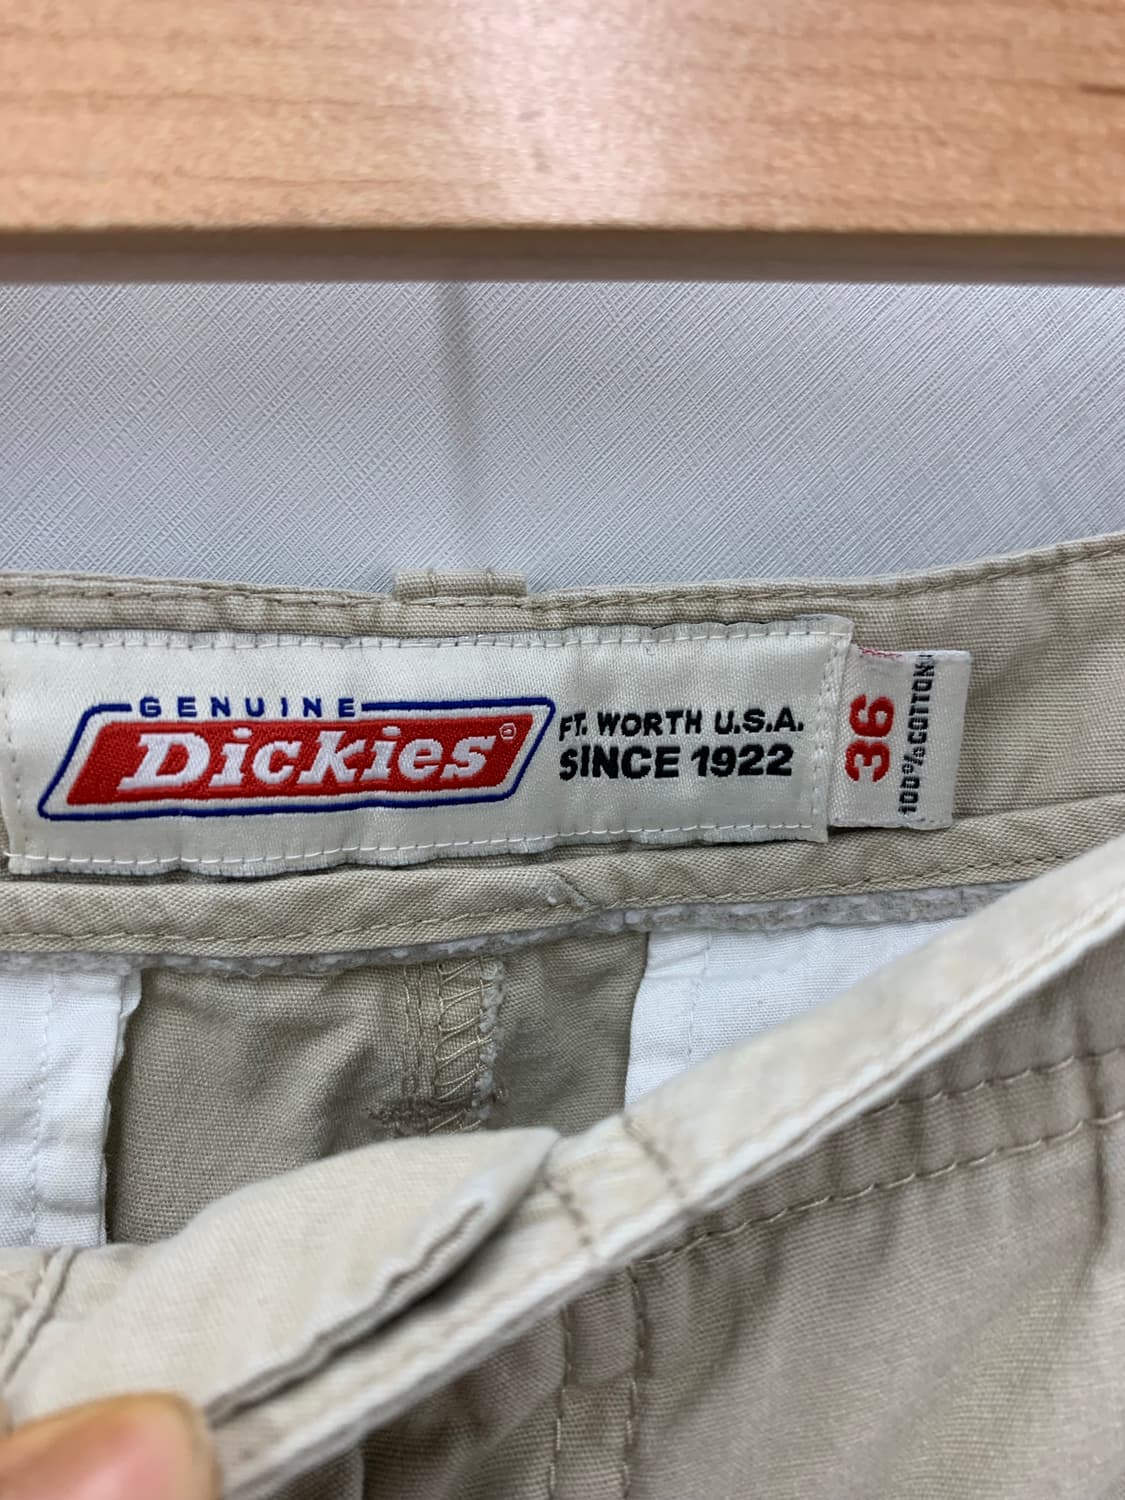 GENUINE
Dickies®
FT. WORTH U.S.A.
SINCE 1922
36
100% COTTON